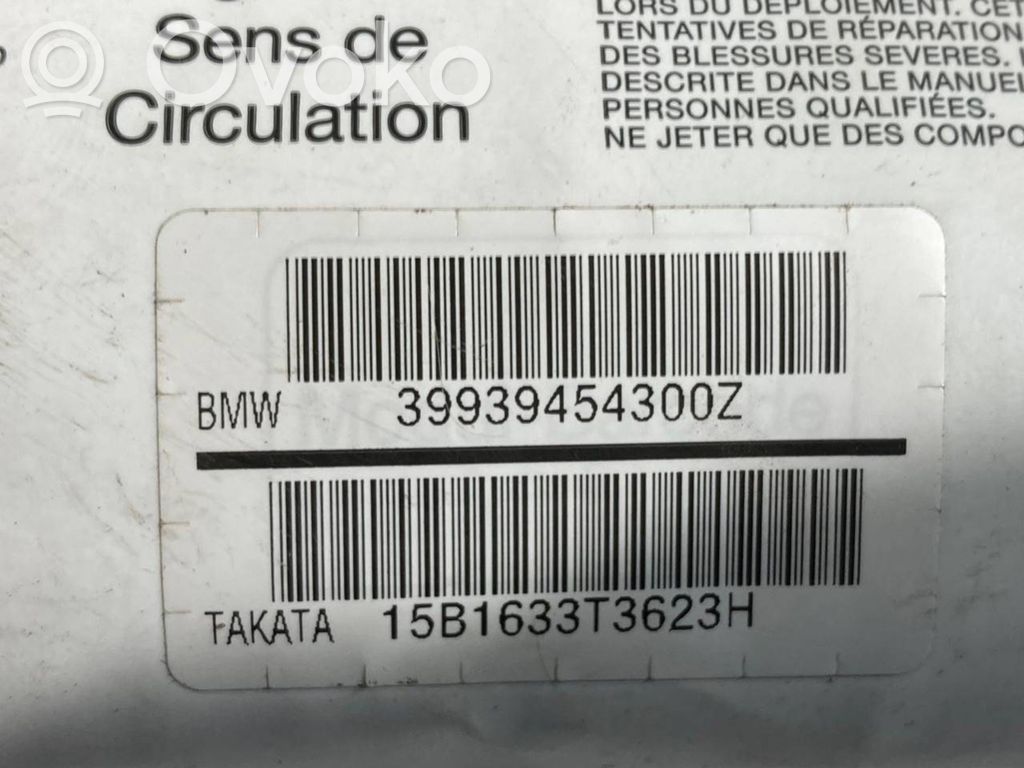 Sens de
Circulation
LORS DU DÉPLOIEMENT. CET
TENTATIVES DE RÉPARATION
DES BLESSURES SEVERES.
DESCRITE DANS LE MANUEL
PERSONNES QUALIFIÉES.
NE JETER QUE DES COMPO
Ovoko
BMW 39939454300Z
TAKATA 15B1633T3623H